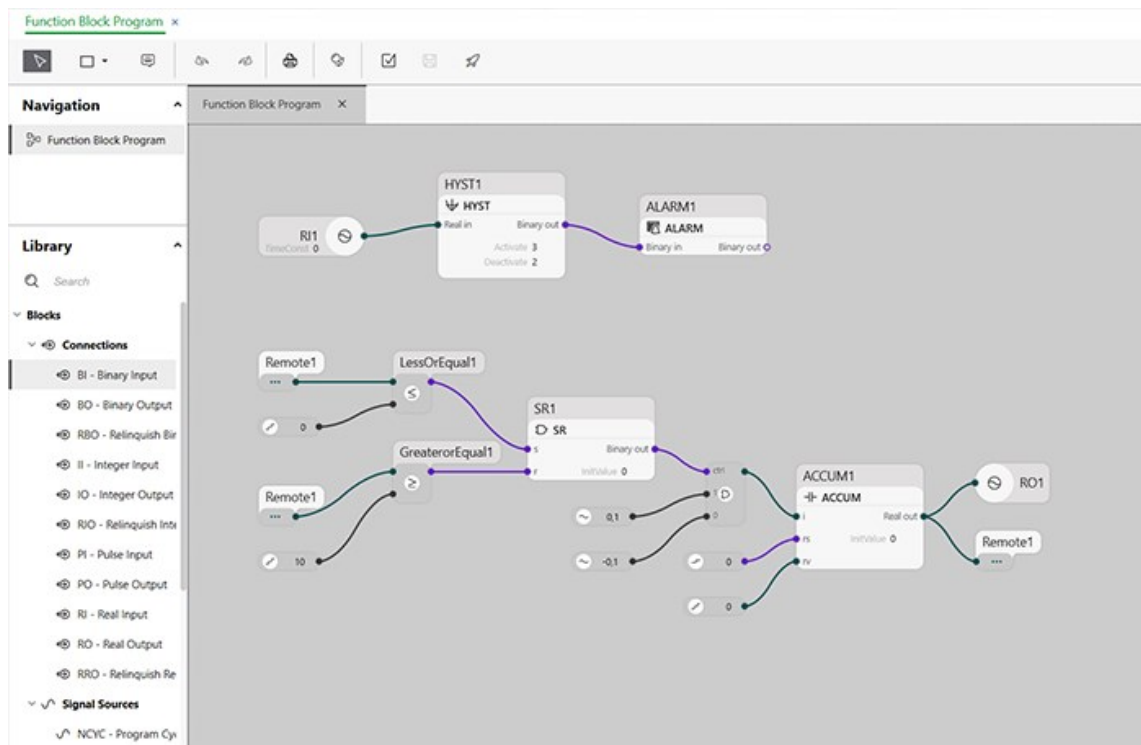 Function Block Program ×
Navigation
Function Block Program
Function Block Program ×
Library
Search
Blocks
Connections
BI - Binary Input
BO - Binary Output
RBO - Relinquish Bir
II - Integer Input
IO - Integer Output
RIO - Relinquish Inte
PI - Pulse Input
PO - Pulse Output
RI - Real Input
RO - Real Output
RRO - Relinquish Re
Signal Sources
NCYC - Program Cy
HYST1
HYST
Real in Binary out
Activate 3
Deactivate 2
RI1
TimeConst 0
ALARM1
ALARM
Binary in Binary out
Remote1
0
LessOrEqual1
≤
GreaterorEqual1
≥
Remote1
10
SR1
SR
s Binary out
r InitValue 0
ctrl
1
0
0,1
-0,1
0
0
ACCUM1
ACCUM
i Real out
rs InitValue 0
rv
RO1
Remote1